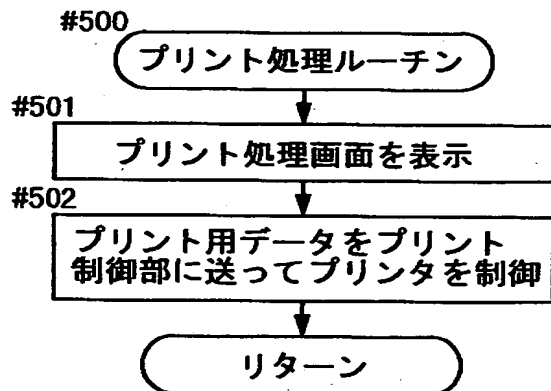 #500
プリント処理ルーチン
#501
プリント処理画面を表示
#502
プリント用データをプリント
制御部に送ってプリンタを制御
リターン